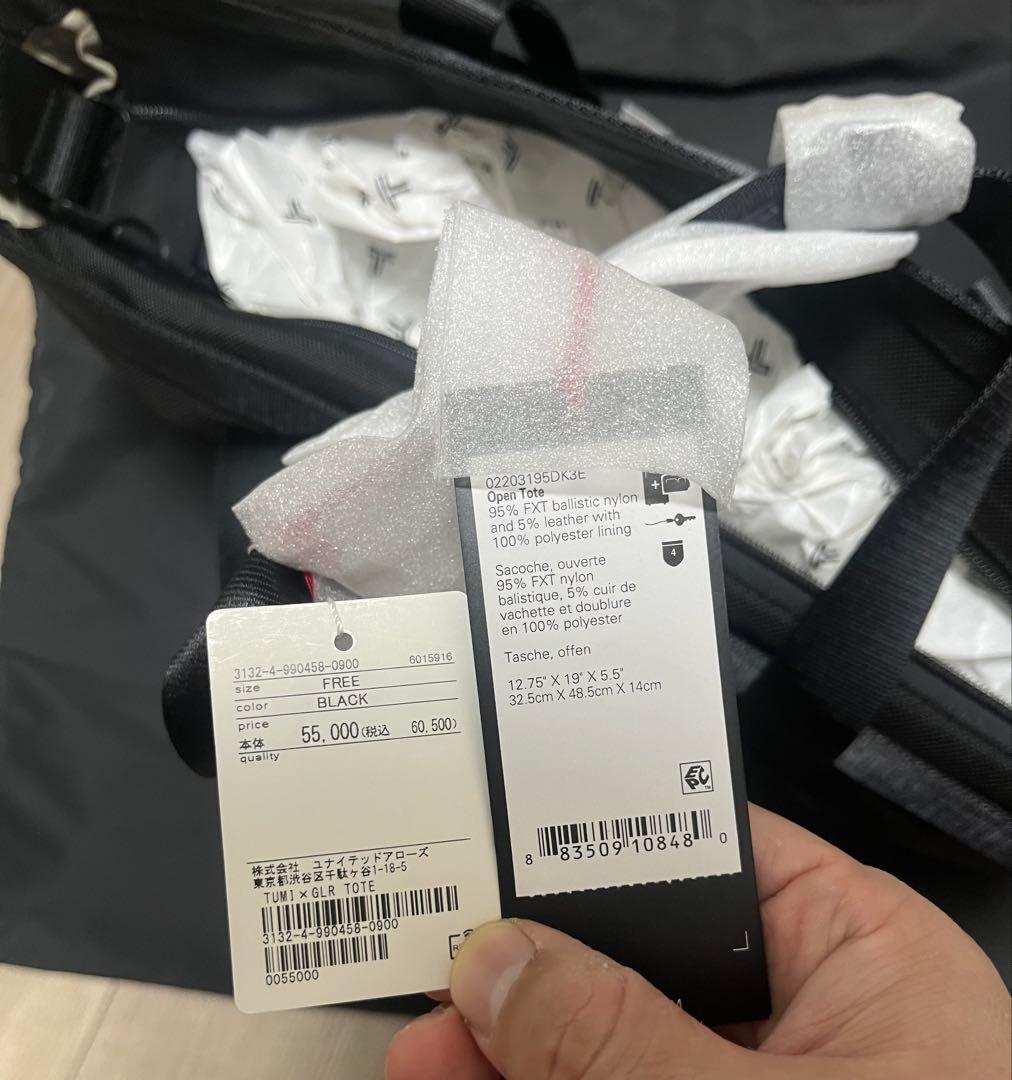 3132-4-990458-0900 6015916
size FREE
color BLACK
price
本体 55,000(税込 60,500)
quality
株式会社 ユナイテッドアローズ
東京都渋谷区千駄ヶ谷1-18-5
TUMI×GLR TOTE
3132-4-990458-0900
0055000
02203195DK3E
Open Tote
95% FXT ballistic nylon
and 5% leather with
100% polyester lining
4
Sacoche, ouverte
95% FXT nylon
balistique, 5% cuir de
vachette et doublure
en 100% polyester
Tasche, offen
12.75" X 19" X 5.5"
32.5cm X 48.5cm X 14cm
EPC
8 83509 10848 0